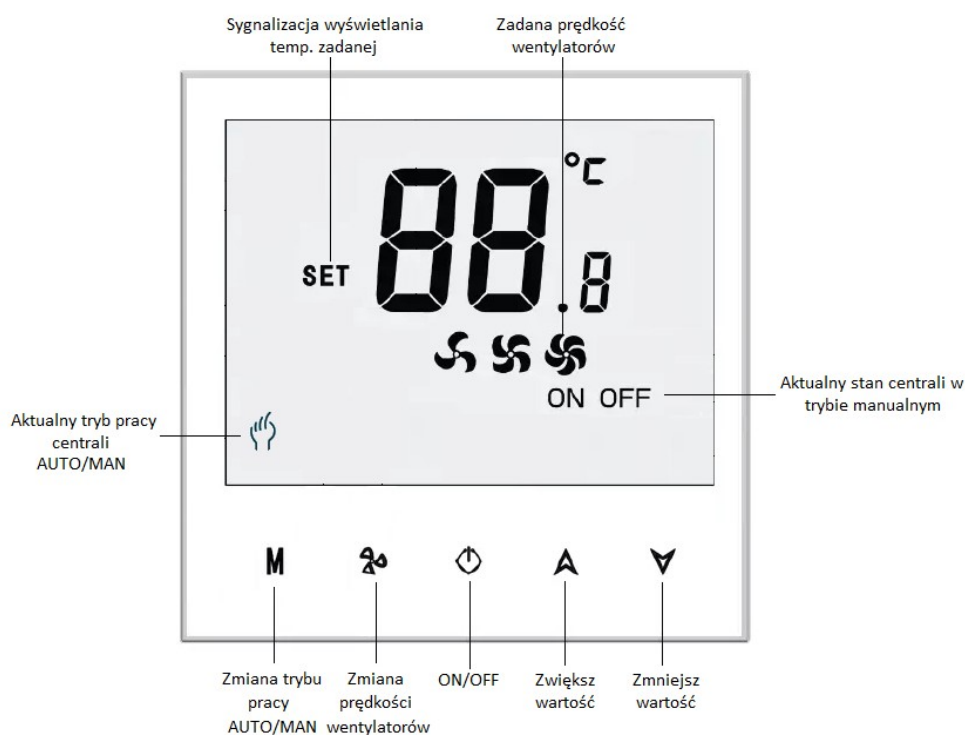 Sygnalizacja wyświetlania
temp. zadanej
Zadana prędkość
wentylatorów
°C
SET
88.8
ON OFF
Aktualny stan centrali w
trybie manualnym
Aktualny tryb pracy
centrali
AUTO/MAN
M
Zmiana trybu
pracy
AUTO/MAN
Zmiana
prędkości
wentylatorów
ON/OFF
Zwiększ
wartość
Zmniejsz
wartość